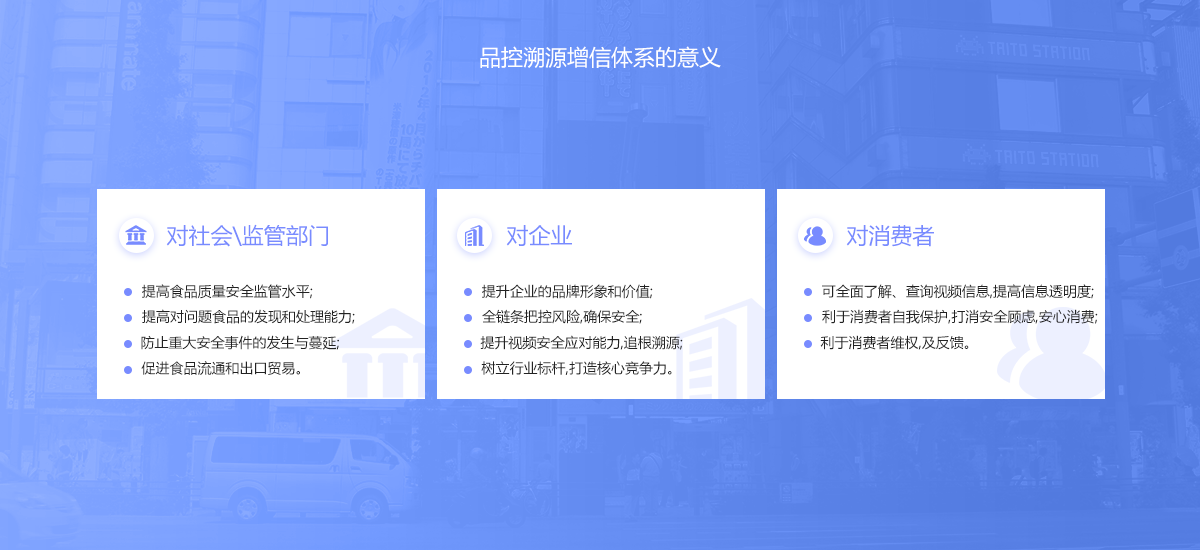 品控溯源增信体系的意义
对社会\监管部门
提高食品质量安全监管水平;
提高对问题食品的发现和处理能力;
防止重大安全事件的发生与蔓延;
促进食品流通和出口贸易。
对企业
提升企业的品牌形象和价值;
全链条把控风险,确保安全;
提升视频安全应对能力,追根溯源;
树立行业标杆,打造核心竞争力。
对消费者
可全面了解、查询视频信息,提高信息透明度;
利于消费者自我保护,打消安全顾虑,安心消费;
利于消费者维权,及反馈。
animate
TAITO STATION
TAITO STATION